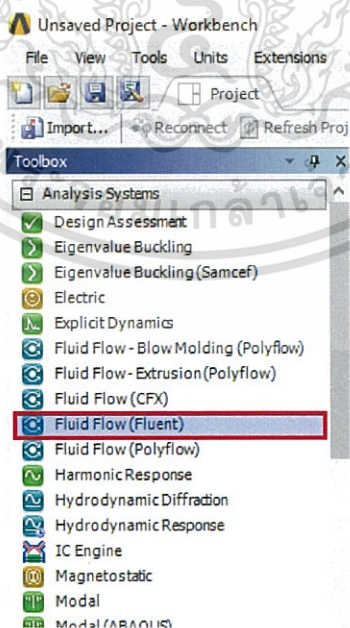 Unsaved Project - Workbench
File View Tools Units Extensions
Project
Import... Reconnect Refresh Proj
Toolbox
Analysis Systems
Design Assessment
Eigenvalue Buckling
Eigenvalue Buckling (Samcef)
Electric
Explicit Dynamics
Fluid Flow - Blow Molding (Polyflow)
Fluid Flow - Extrusion (Polyflow)
Fluid Flow (CFX)
Fluid Flow (Fluent)
Fluid Flow (Polyflow)
Harmonic Response
Hydrodynamic Diffraction
Hydrodynamic Response
IC Engine
Magnetostatic
Modal
Modal (ABAQUS)